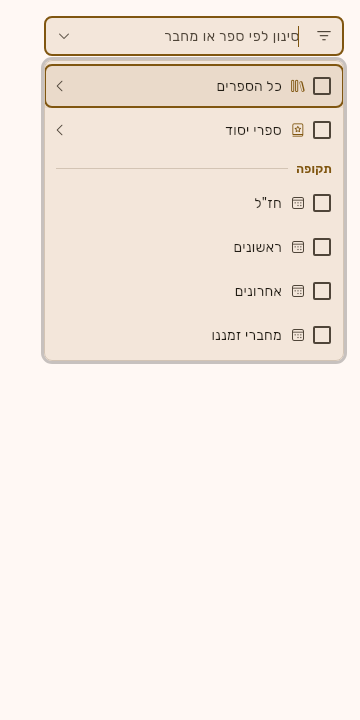 סינון לפי ספר או מחבר
כל הספרים
ספרי יסוד
תקופה
חז"ל
ראשונים
אחרונים
מחברי זמננו